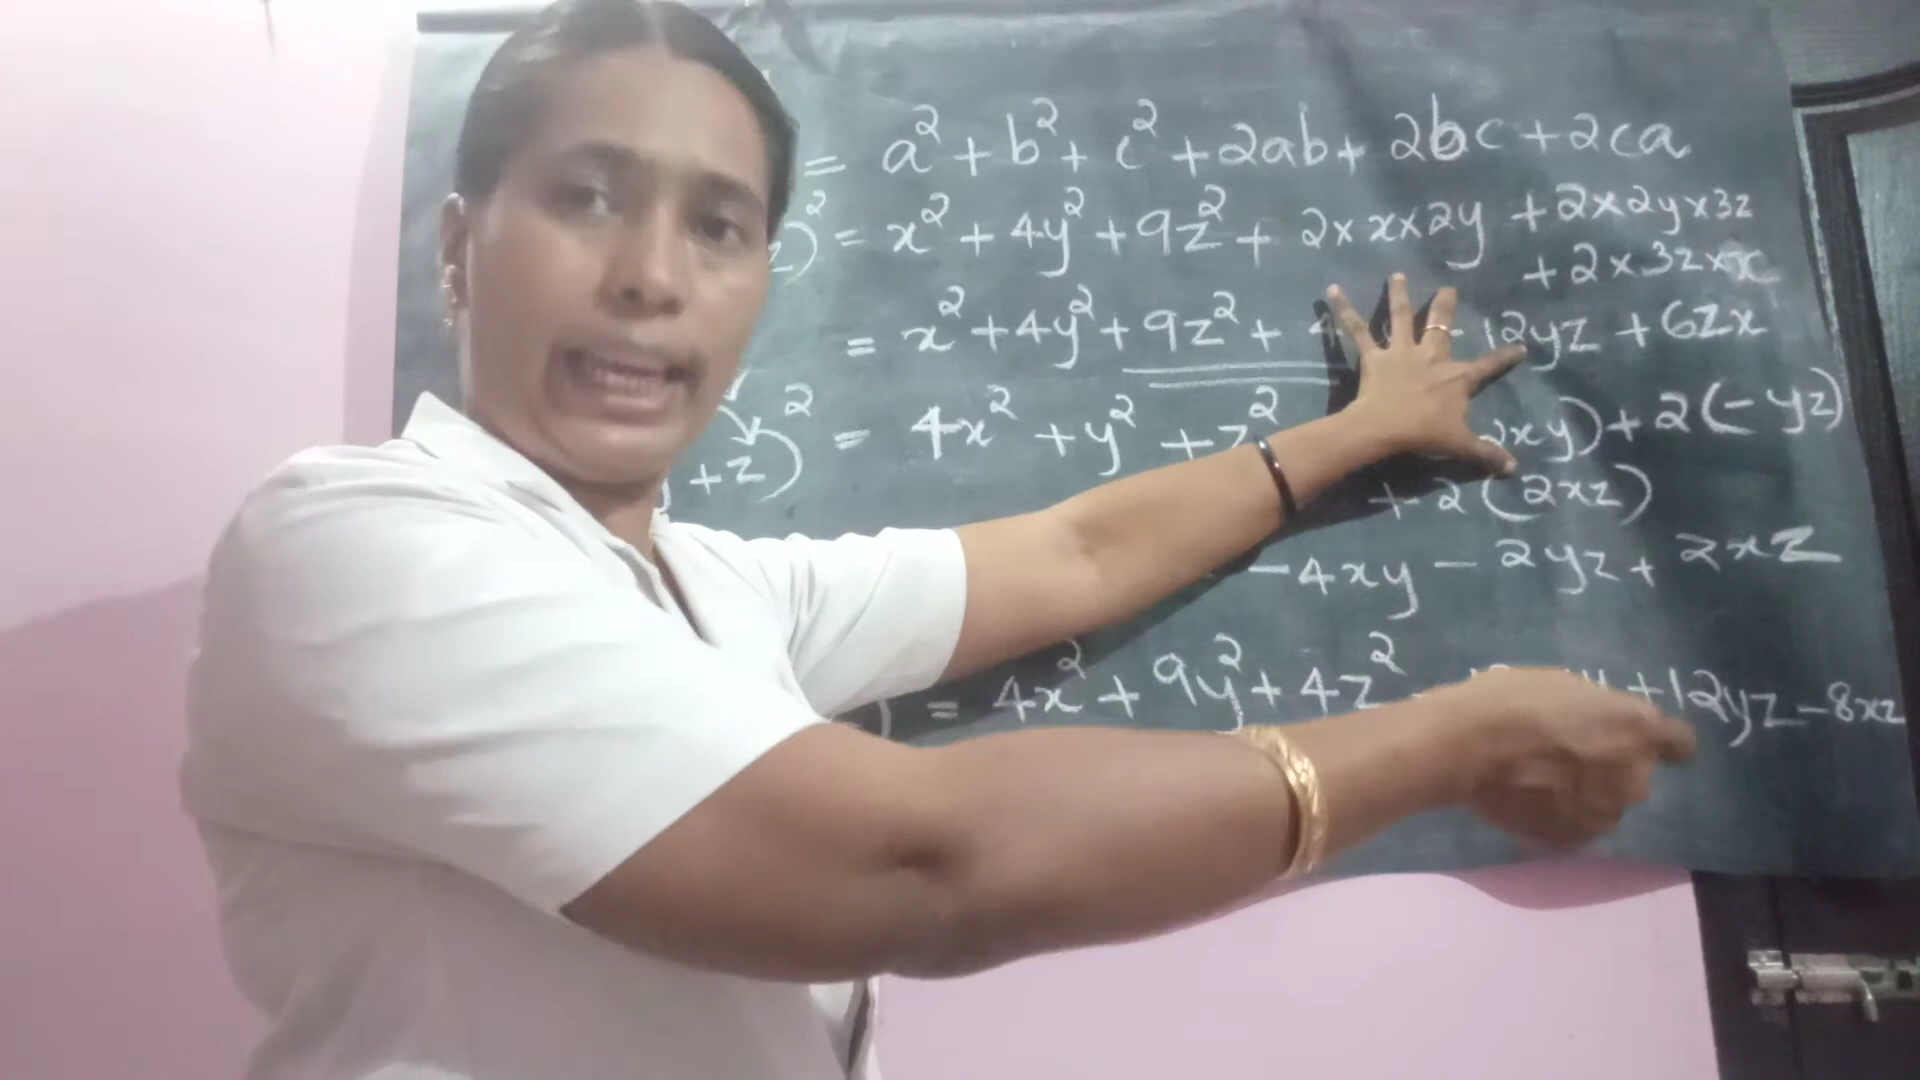 = a² + b² + c² + 2ab + 2bc + 2ca
z)² = x² + 4y² + 9z² + 2×x×2y + 2×2y×3z
+ 2×3z×x
= x² + 4y² + 9z² + 4 12yz + 6zx
+z)² = 4x² + y² + z² 2xy) + 2(-yz)
+ 2(2xz)
- 4xy - 2yz + 2xz
) = 4x² + 9y² + 4z² - + 12yz - 8xz